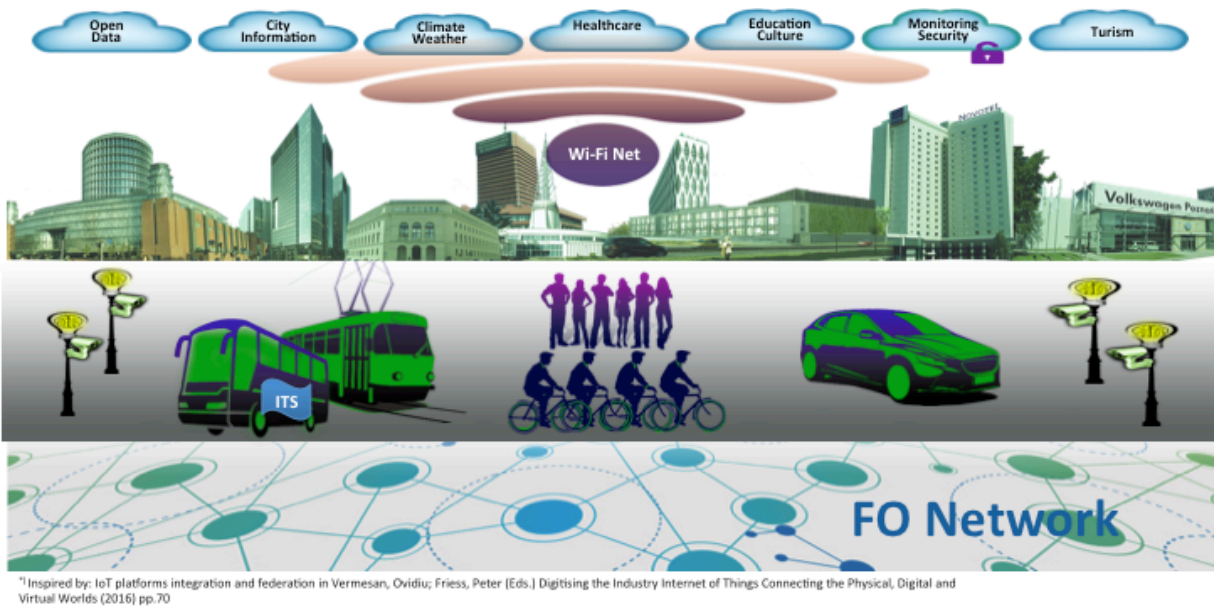 Open
Data
City
Information
Climate
Weather
Healthcare
Education
Culture
Monitoring
Security
Turism
Wi-Fi Net
NOVOTEL
Volkswagen Poznań
ITS
FO Network
*) Inspired by: IoT platforms integration and federation in Vermesan, Ovidiu; Friess, Peter (Eds.) Digitising the Industry Internet of Things Connecting the Physical, Digital and
Virtual Worlds (2016) pp.70